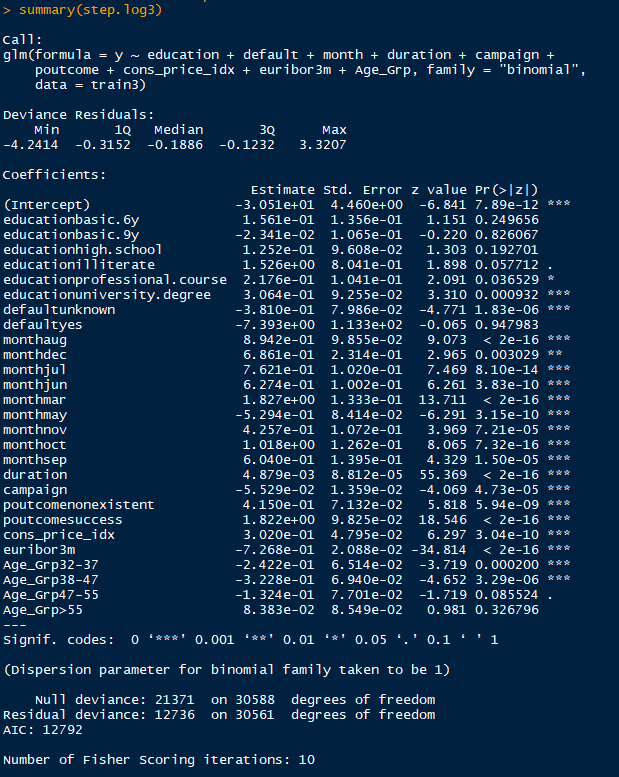 > summary(step.log3)
Call:
glm(formula = y ~ education + default + month + duration + campaign +
    poutcome + cons_price_idx + euribor3m + Age_Grp, family = "binomial",
    data = train3)
Deviance Residuals:
    Min      1Q  Median      3Q     Max
-4.2414 -0.3152 -0.1886 -0.1232  3.3207
Coefficients:
                               Estimate Std. Error z value Pr(>|z|)
(Intercept)                  -3.051e+01  4.460e+00  -6.841 7.89e-12 ***
educationbasic.6y             1.561e-01  1.356e-01   1.151 0.249656
educationbasic.9y            -2.341e-02  1.065e-01  -0.220 0.826067
educationhigh.school          1.252e-01  9.608e-02   1.303 0.192701
educationilliterate           1.526e+00  8.041e-01   1.898 0.057712 .
educationprofessional.course  2.176e-01  1.041e-01   2.091 0.036529 *
educationuniversity.degree    3.064e-01  9.255e-02   3.310 0.000932 ***
defaultunknown               -3.810e-01  7.986e-02  -4.771 1.83e-06 ***
defaultyes                   -7.393e+00  1.133e+02  -0.065 0.947983
monthaug                      8.942e-01  9.855e-02   9.073  < 2e-16 ***
monthdec                      6.861e-01  2.314e-01   2.965 0.003029 **
monthjul                      7.621e-01  1.020e-01   7.469 8.10e-14 ***
monthjun                      6.274e-01  1.002e-01   6.261 3.83e-10 ***
monthmar                      1.827e+00  1.333e-01  13.711  < 2e-16 ***
monthmay                     -5.294e-01  8.414e-02  -6.291 3.15e-10 ***
monthnov                      4.257e-01  1.072e-01   3.969 7.21e-05 ***
monthoct                      1.018e+00  1.262e-01   8.065 7.32e-16 ***
monthsep                      6.040e-01  1.395e-01   4.329 1.50e-05 ***
duration                      4.879e-03  8.812e-05  55.369  < 2e-16 ***
campaign                     -5.529e-02  1.359e-02  -4.069 4.73e-05 ***
poutcomenonexistent           4.150e-01  7.132e-02   5.818 5.94e-09 ***
poutcomesuccess               1.822e+00  9.825e-02  18.546  < 2e-16 ***
cons_price_idx                3.020e-01  4.795e-02   6.297 3.04e-10 ***
euribor3m                    -7.268e-01  2.088e-02 -34.814  < 2e-16 ***
Age_Grp32-37                 -2.422e-01  6.514e-02  -3.719 0.000200 ***
Age_Grp38-47                 -3.228e-01  6.940e-02  -4.652 3.29e-06 ***
Age_Grp47-55                 -1.324e-01  7.701e-02  -1.719 0.085524 .
Age_Grp>55                    8.383e-02  8.549e-02   0.981 0.326796
---
Signif. codes:  0 ‘***’ 0.001 ‘**’ 0.01 ‘*’ 0.05 ‘.’ 0.1 ‘ ’ 1
(Dispersion parameter for binomial family taken to be 1)
    Null deviance: 21371  on 30588  degrees of freedom
Residual deviance: 12736  on 30561  degrees of freedom
AIC: 12792
Number of Fisher Scoring iterations: 10